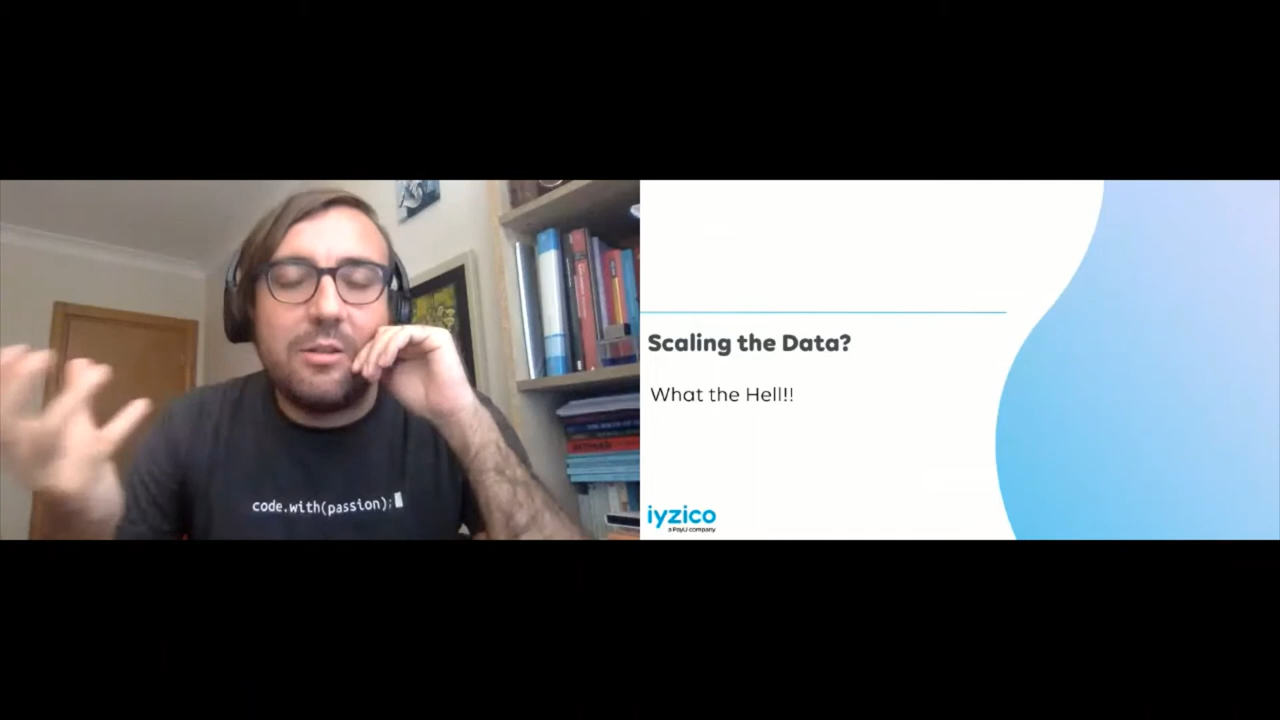 code.with(passion);
Scaling the Data?
What the Hell!!
iyzico
a PayU company